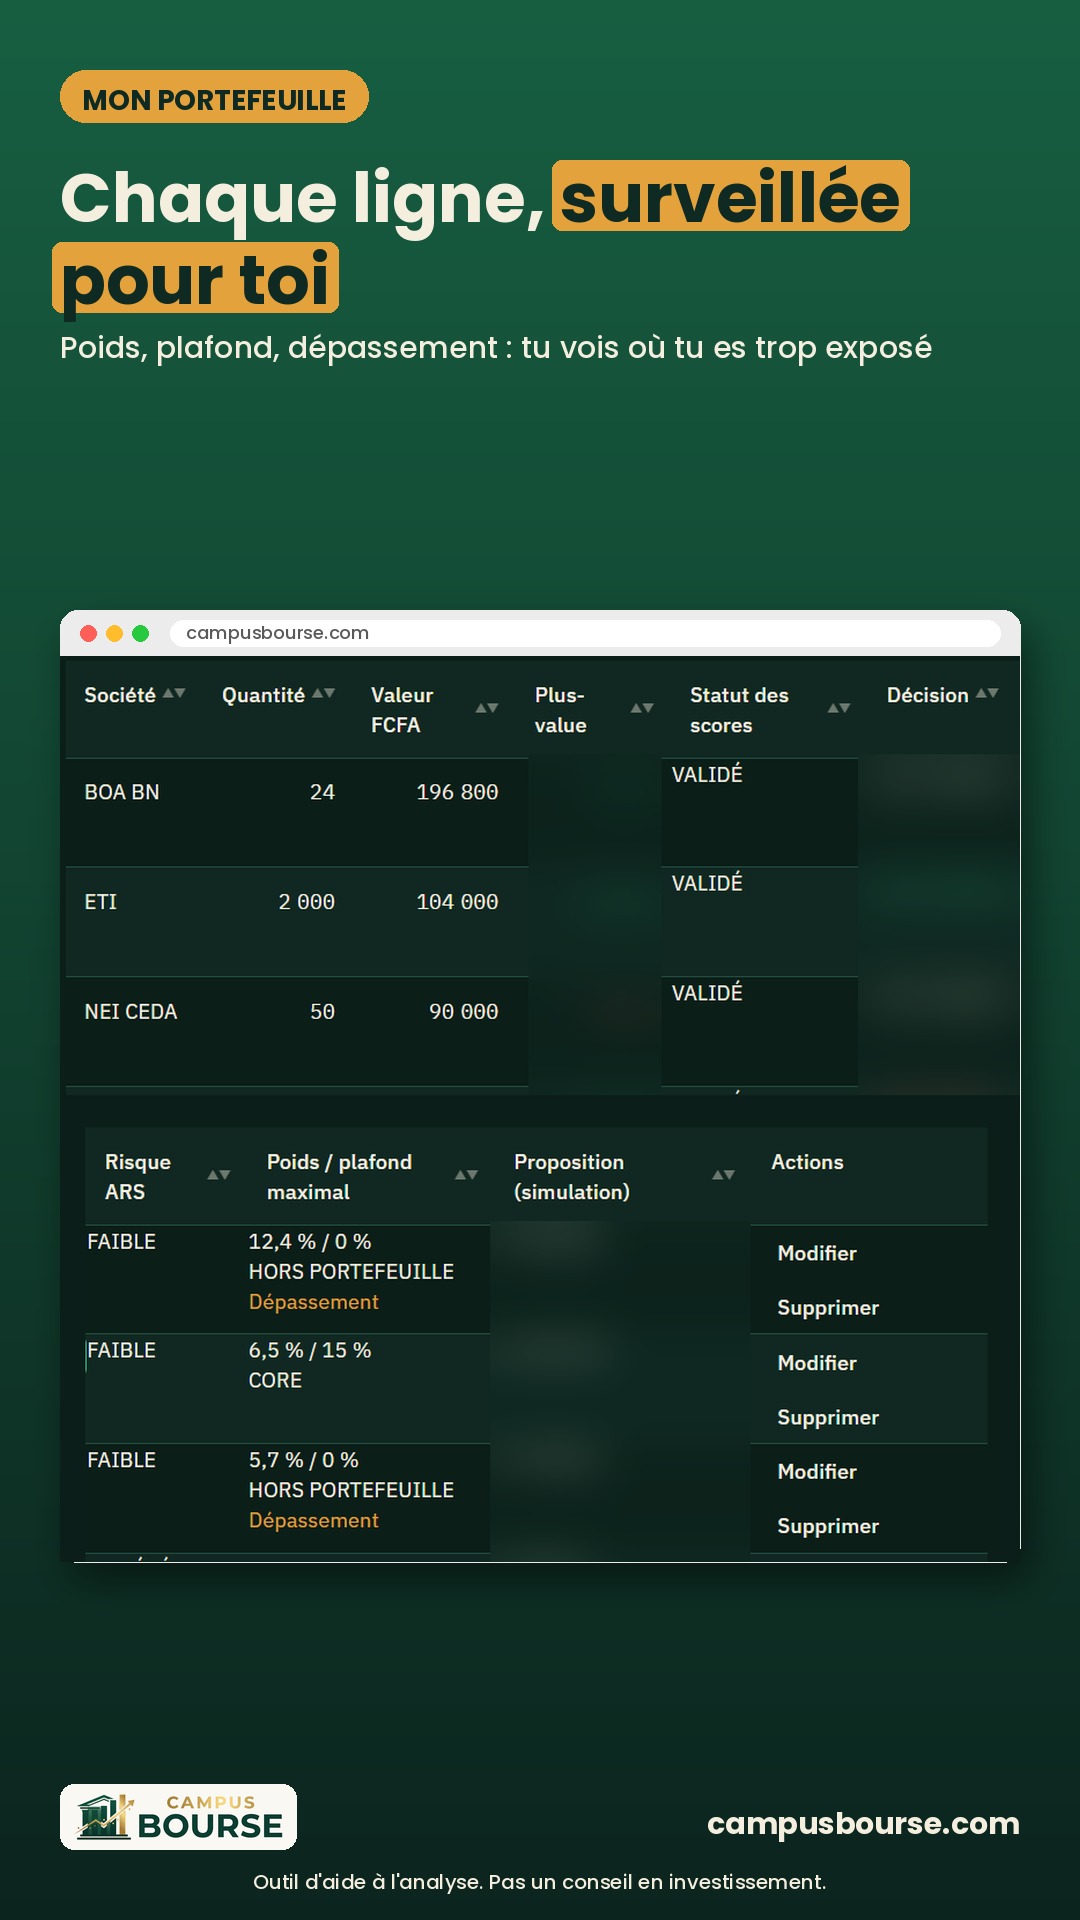 MON PORTEFEUILLE
Chaque ligne, surveillée
pour toi
Poids, plafond, dépassement : tu vois où tu es trop exposé
campusbourse.com
Société ▲▼ Quantité ▲▼ Valeur FCFA ▲▼ Plus-value ▲▼ Statut des scores ▲▼ Décision ▲▼
BOA BN 24 196 800 VALIDÉ
ETI 2 000 104 000 VALIDÉ
NEI CEDA 50 90 000 VALIDÉ
Risque ARS ▲▼ Poids / plafond maximal ▲▼ Proposition (simulation) ▲▼ Actions
FAIBLE 12,4 % / 0 % Modifier
HORS PORTEFEUILLE
Dépassement Supprimer
FAIBLE 6,5 % / 15 % Modifier
CORE
Supprimer
FAIBLE 5,7 % / 0 % Modifier
HORS PORTEFEUILLE
Dépassement Supprimer
CAMPUS
BOURSE
campusbourse.com
Outil d'aide à l'analyse. Pas un conseil en investissement.